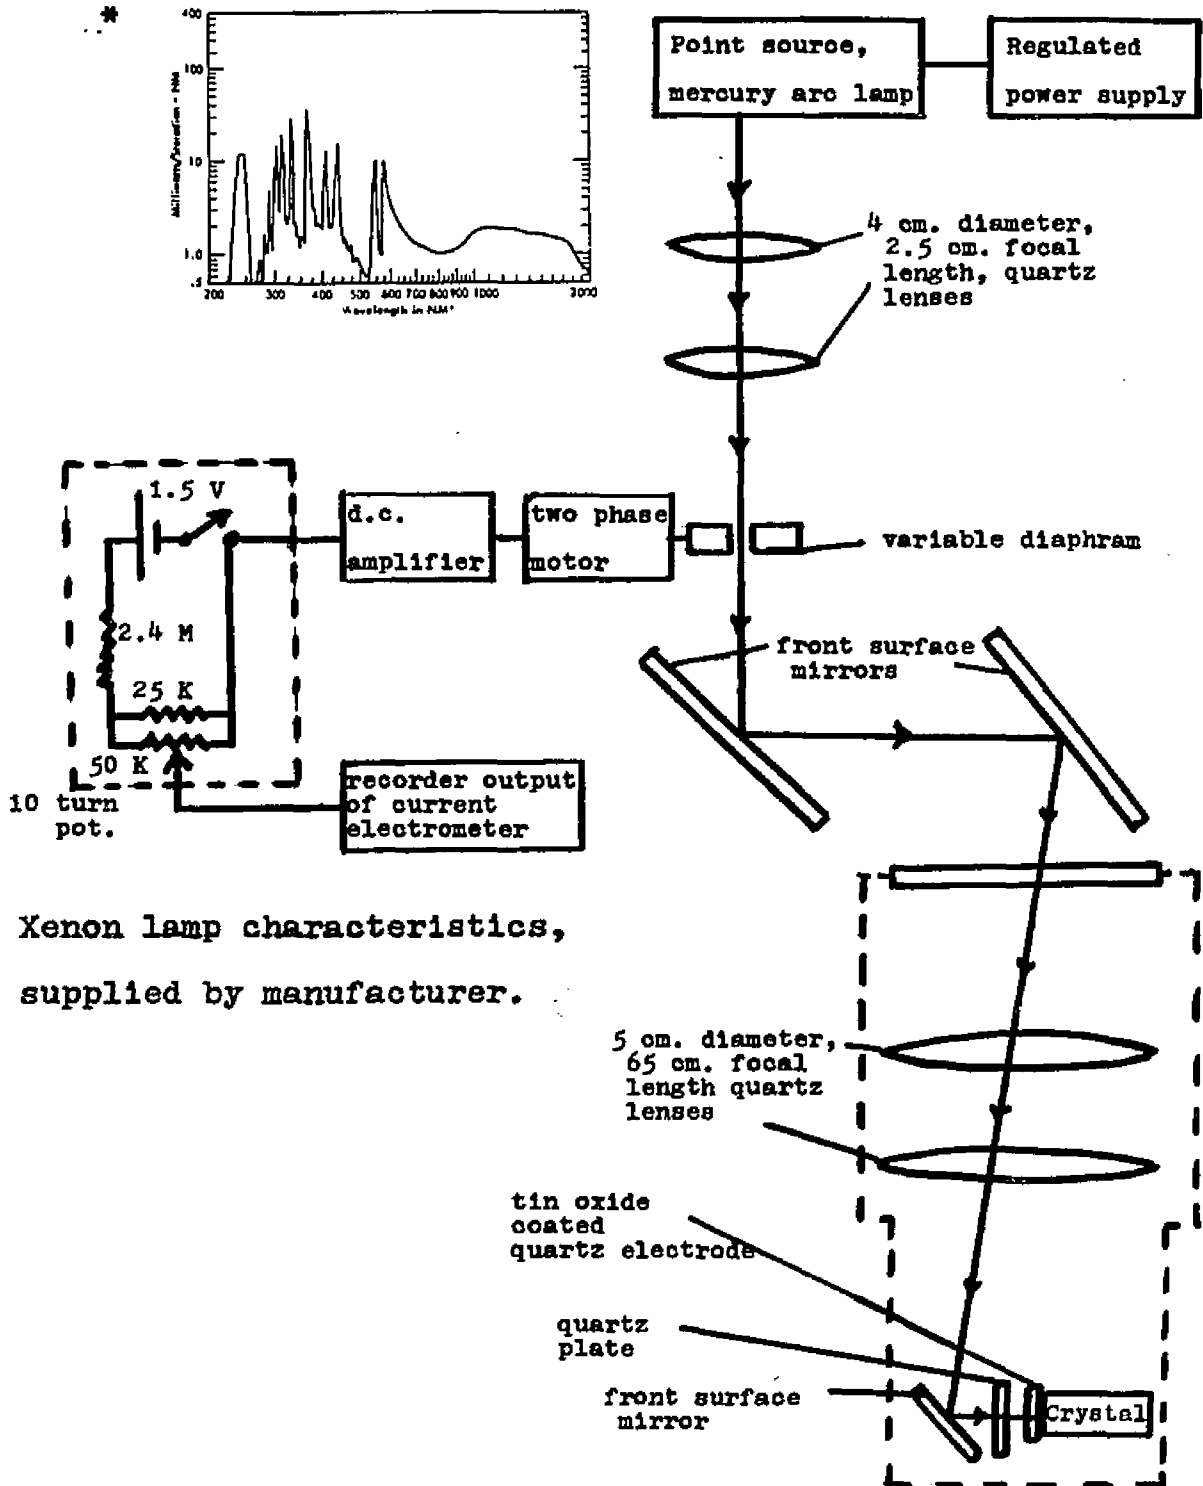 *
400
100
10
1.0
.5
200 300 400 500 600 700 800 900 1000 2000
Wavelength in NM
Point source,
mercury arc lamp
Regulated
power supply
4 cm. diameter,
2.5 cm. focal
length, quartz
lenses
1.5 V
2.4 M
25 K
50 K
10 turn
pot.
d.c.
amplifier
two phase
motor
variable diaphram
recorder output
of current
electrometer
front surface
mirrors
Xenon lamp characteristics,
supplied by manufacturer.
5 cm. diameter,
65 cm. focal
length quartz
lenses
tin oxide
coated
quartz electrode
quartz
plate
front surface
mirror
Crystal